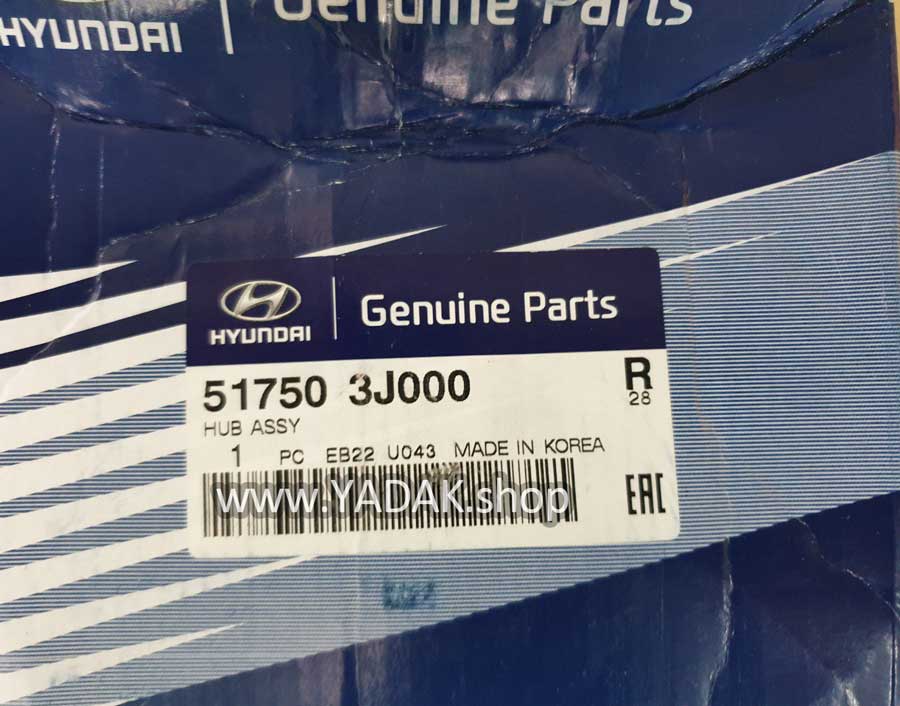 HYUNDAI Genuine Parts
HYUNDAI Genuine Parts
51750 3J000 R
HUB ASSY 28
1 PC EB22 U043 MADE IN KOREA
www.YADAK.shop
EAC